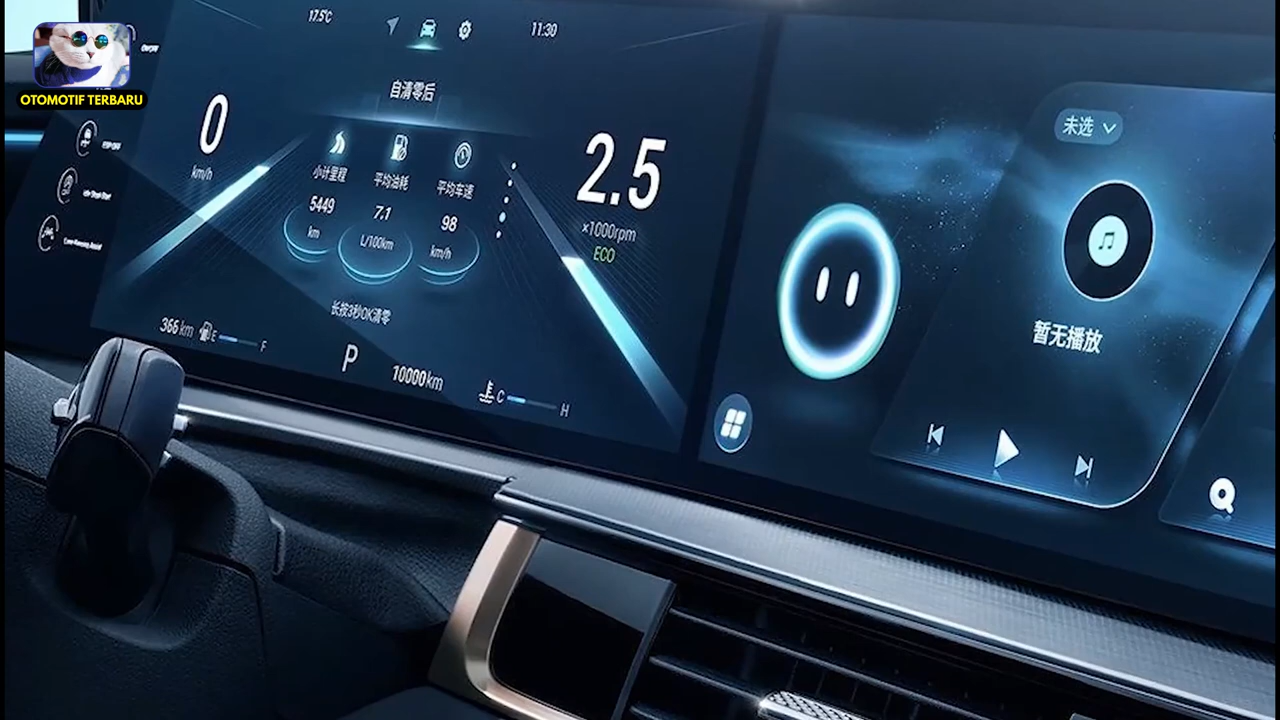 17.5℃
11:30
ON/OFF
OTOMOTIF TERBARU
自清零后
0
km/h
2.5
×1000rpm
ECO
小计里程
平均油耗
平均车速
5449
km
7.1
L/100km
98
km/h
长按3秒OK清零
366 km
E
F
P
10000km
C
H
未选
暂无播放